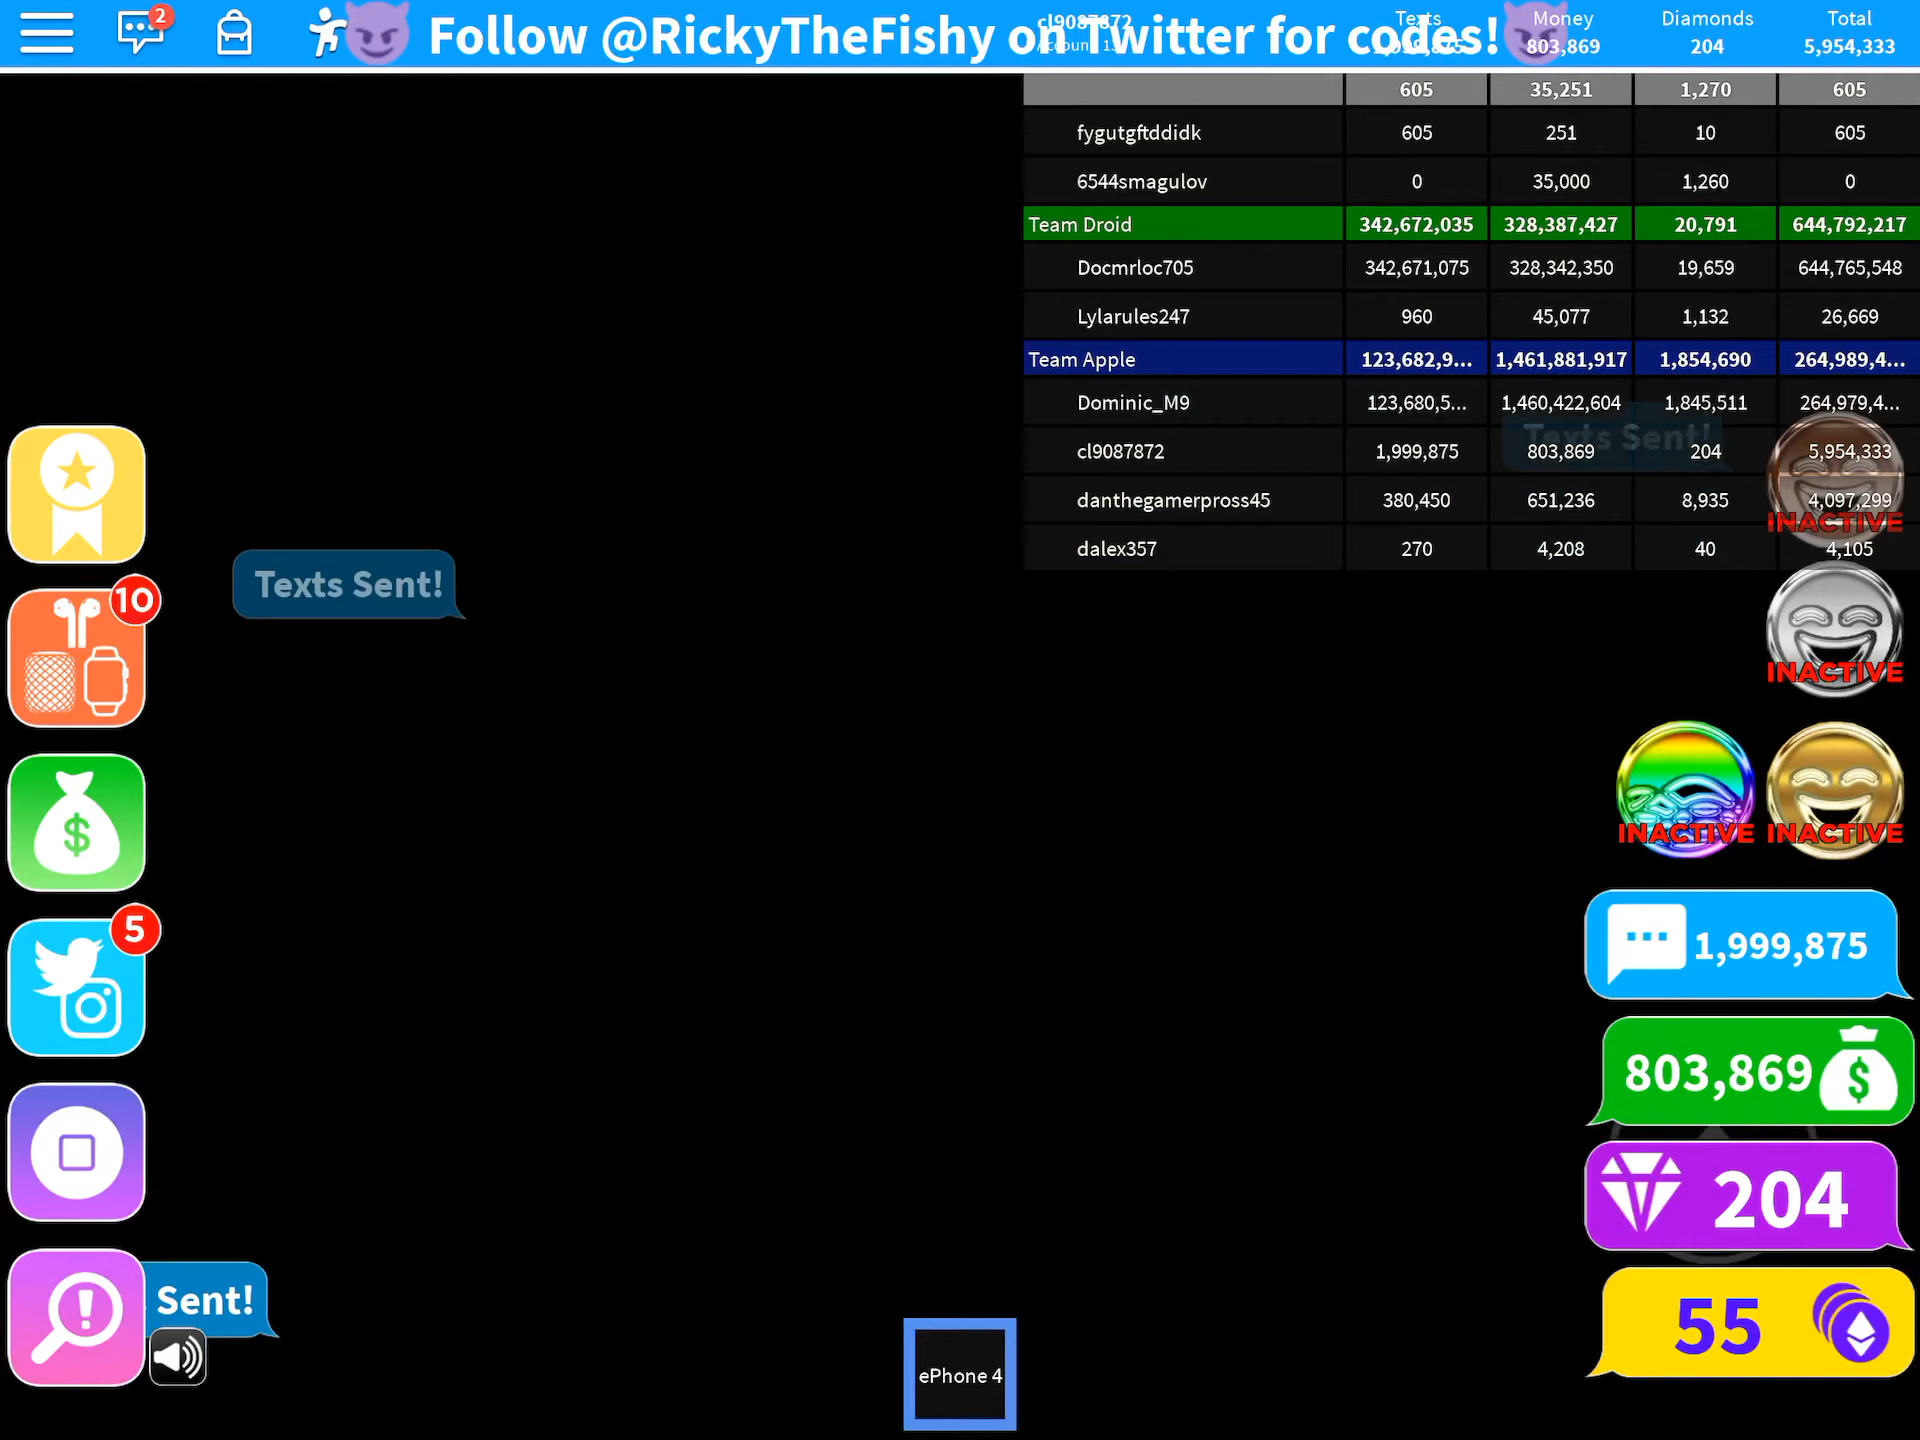 2
Follow @RickyTheFishy on Twitter for codes!
cl9087872
Texts Money Diamonds Total
803,869 204 5,954,333
605 35,251 1,270 605
fygutgftddidk 605 251 10 605
6544smagulov 0 35,000 1,260 0
Team Droid 342,672,035 328,387,427 20,791 644,792,217
Docmrloc705 342,671,075 328,342,350 19,659 644,765,548
Lylarules247 960 45,077 1,132 26,669
Team Apple 123,682,9... 1,461,881,917 1,854,690 264,989,4...
Dominic_M9 123,680,5... 1,460,422,604 1,845,511 264,979,4...
Texts Sent!
cl9087872 1,999,875 803,869 204 5,954,333
danthegamerpross45 380,450 651,236 8,935 4,097,299
INACTIVE
dalex357 270 4,208 40 4,105
Texts Sent!
10
INACTIVE
INACTIVE INACTIVE
$
5
1,999,875
803,869 $
204
Sent!
55
ePhone 4